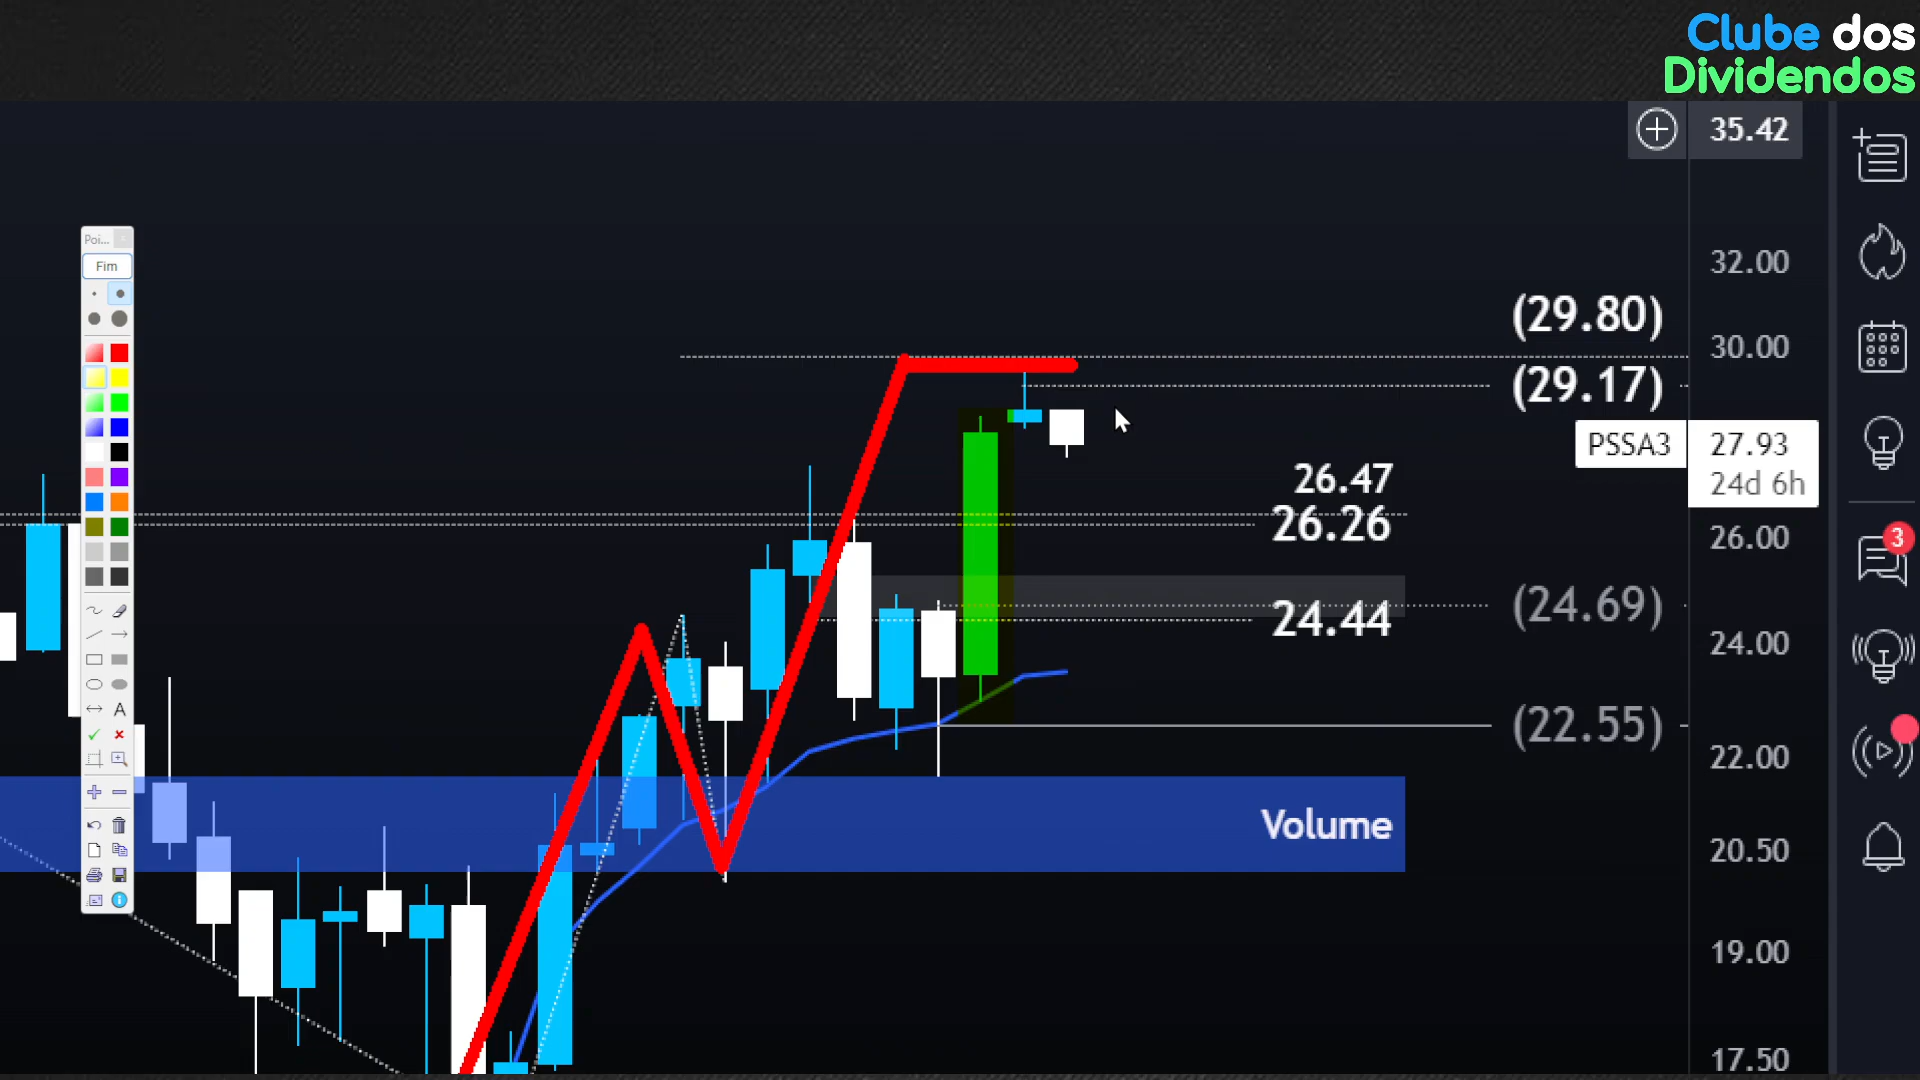 Clube dos
Dividendos
35.42
Poi...
Fim
32.00
(29.80)
30.00
(29.17)
PSSA3
27.93
24d 6h
26.47
26.26
26.00
3
(24.69)
24.44
24.00
A
(22.55)
22.00
Volume
20.50
19.00
17.50